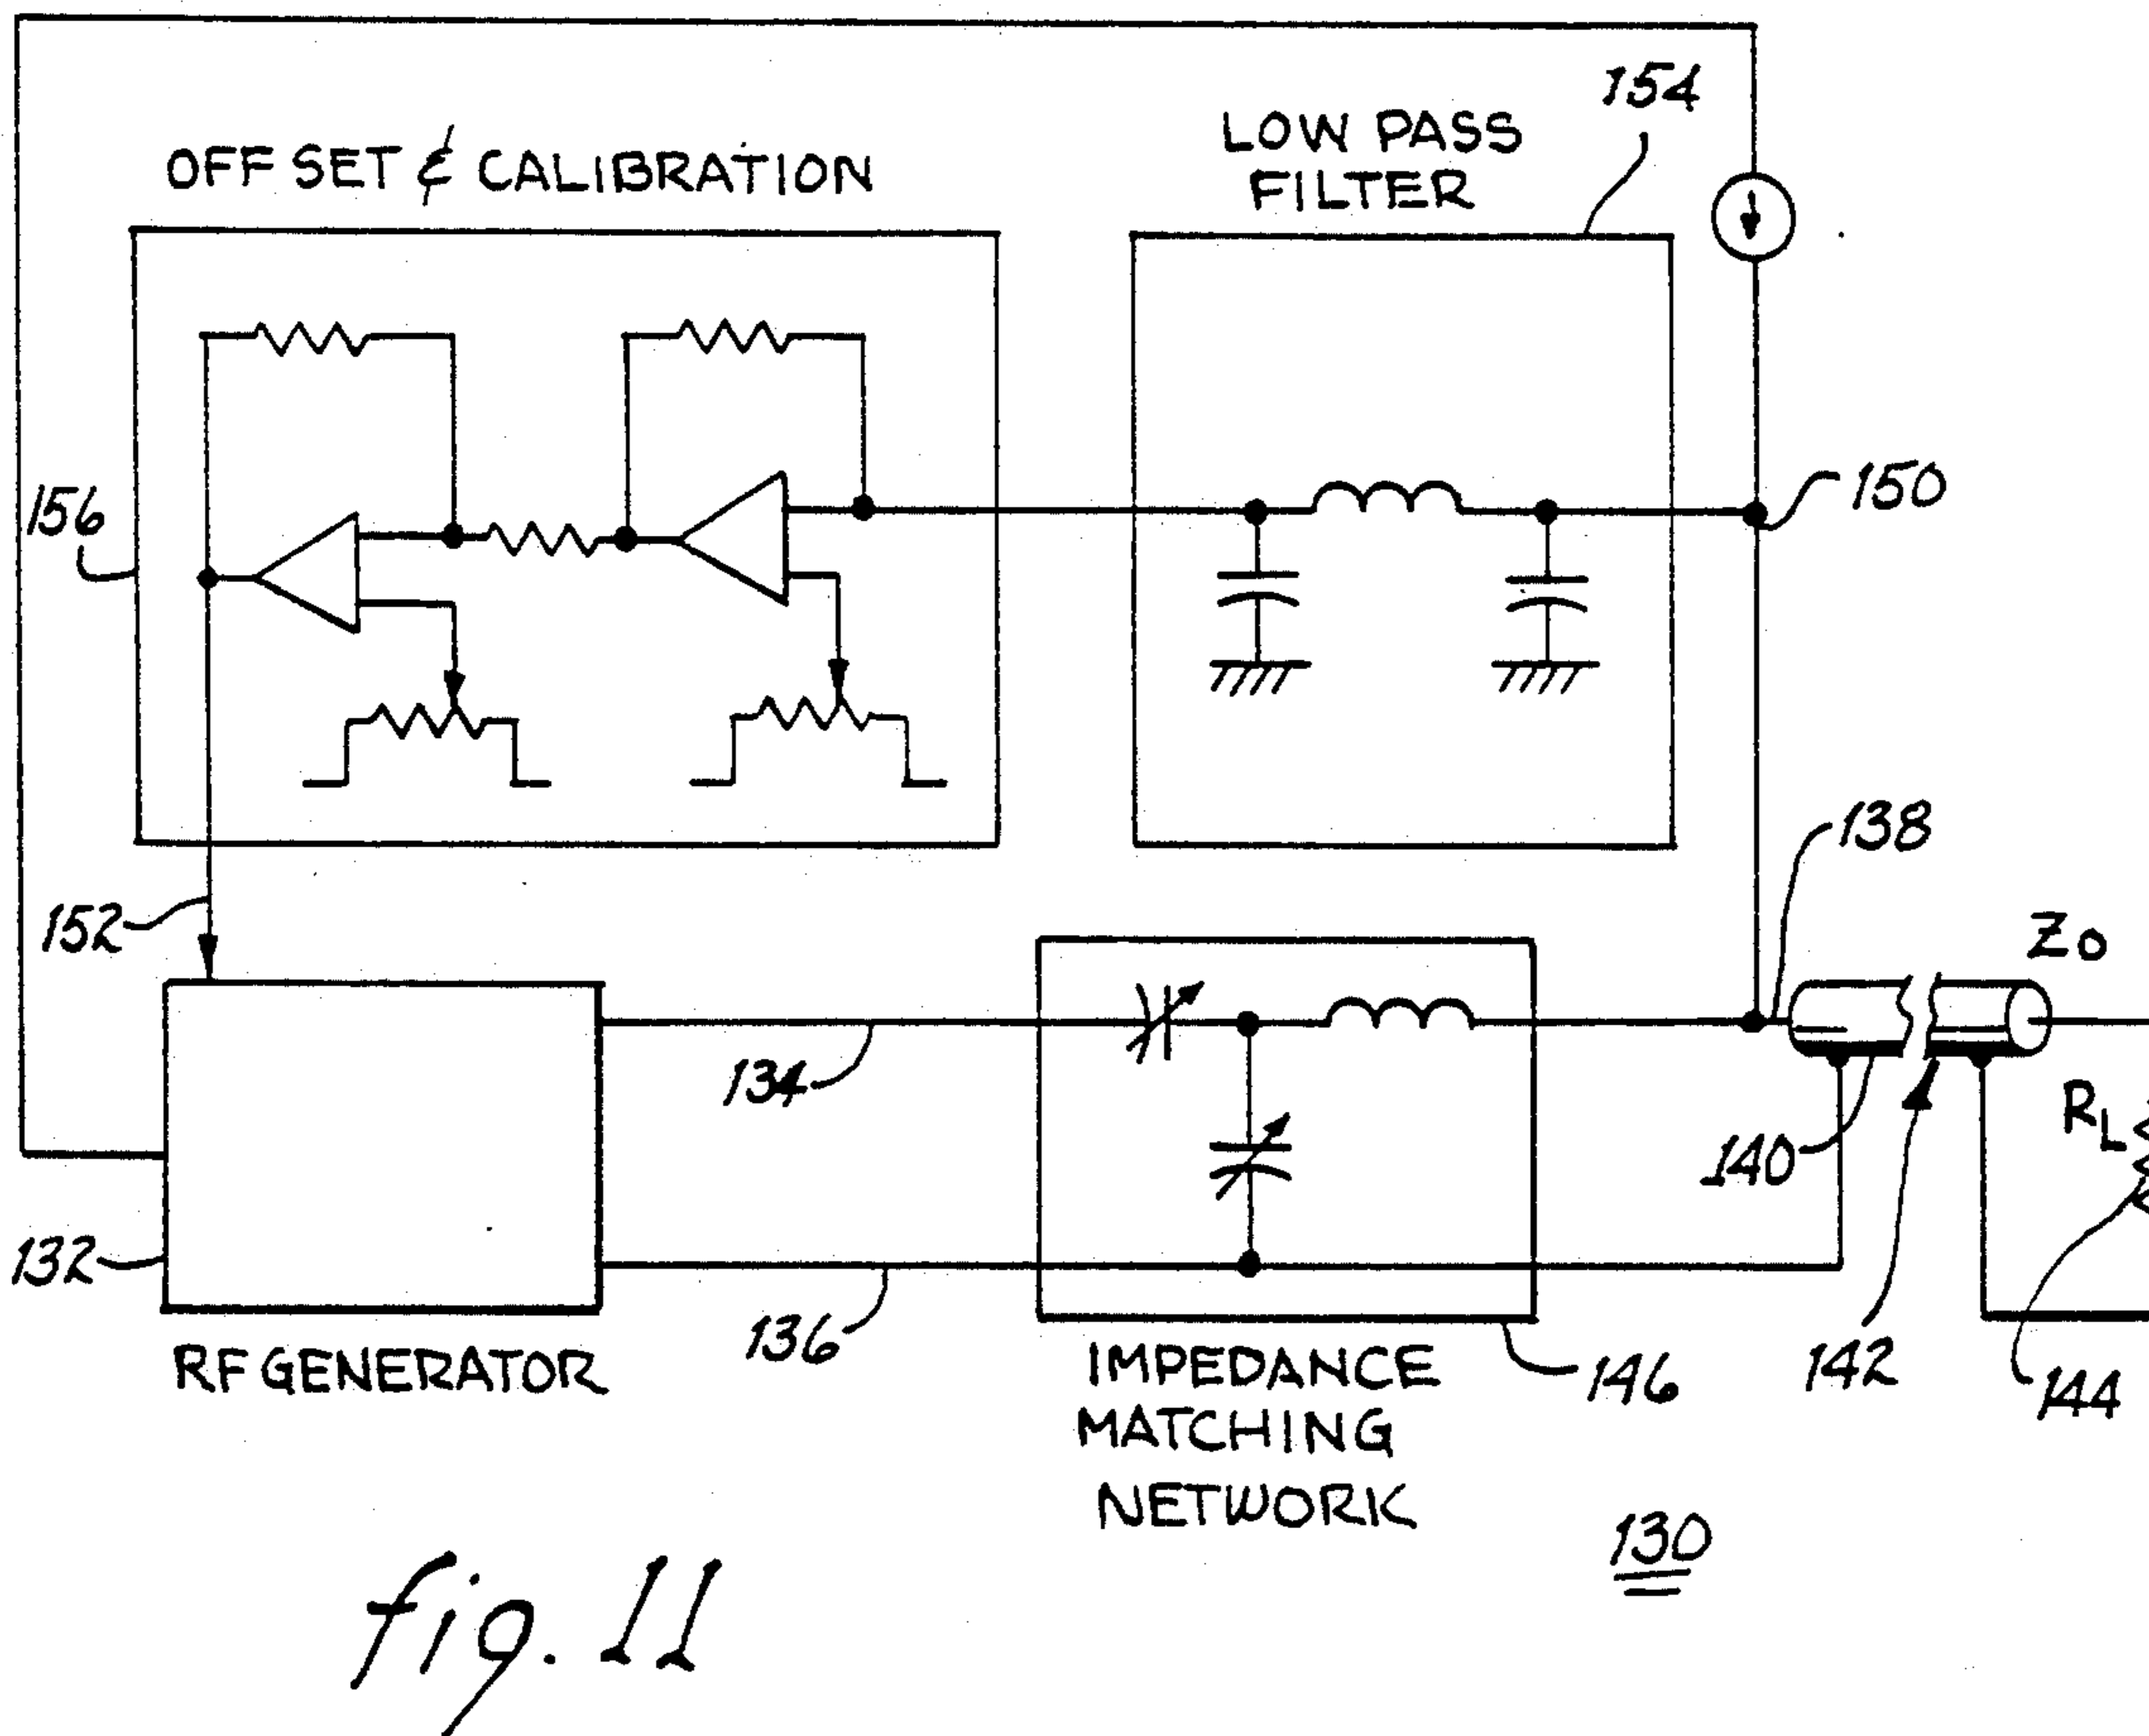 154
LOW PASS
FILTER
OFF SET & CALIBRATION
156
150
138
152
Zo
134
RL
140
132
136
142
144
146
RF GENERATOR
IMPEDANCE
MATCHING
NETWORK
130
fig. 11